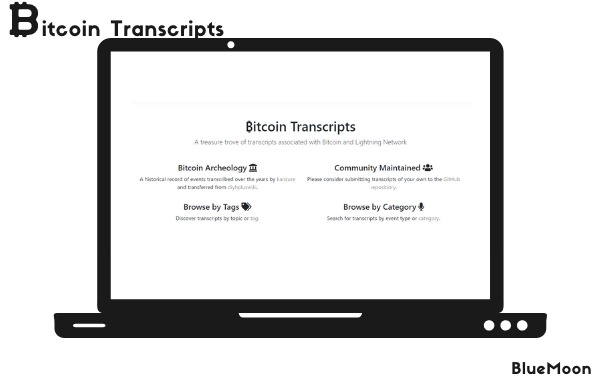 ₿itcoin Transcripts
₿itcoin Transcripts
A treasure trove of transcripts associated with Bitcoin and Lightning Network
Bitcoin Archeology
A historical record of events transcribed over the years by kanzure
and transferred from diyhpluswiki.
Community Maintained
Please consider submitting transcripts of your own to the GitHub
repository.
Browse by Tags
Discover transcripts by topic or tag.
Browse by Category
Search for transcripts by event type or category.
BlueMoon